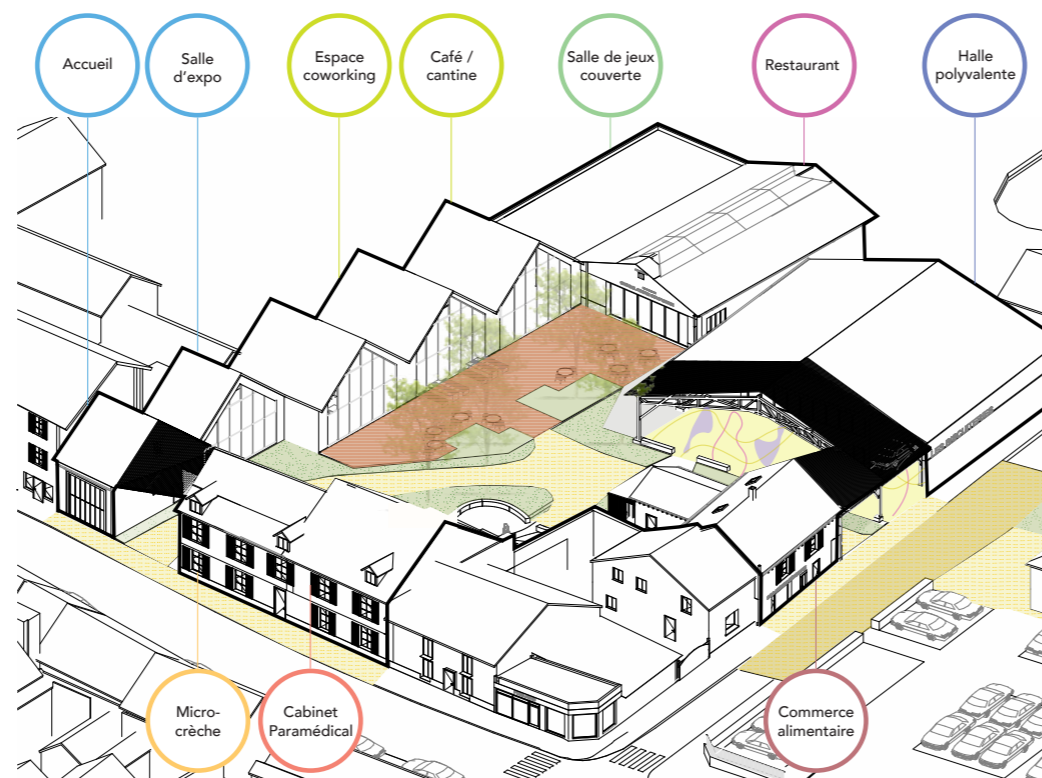 Accueil
Salle
d'expo
Espace
coworking
Café /
cantine
Salle de jeux
couverte
Restaurant
Halle
polyvalente
Micro-
crèche
Cabinet
Paramédical
Commerce
alimentaire